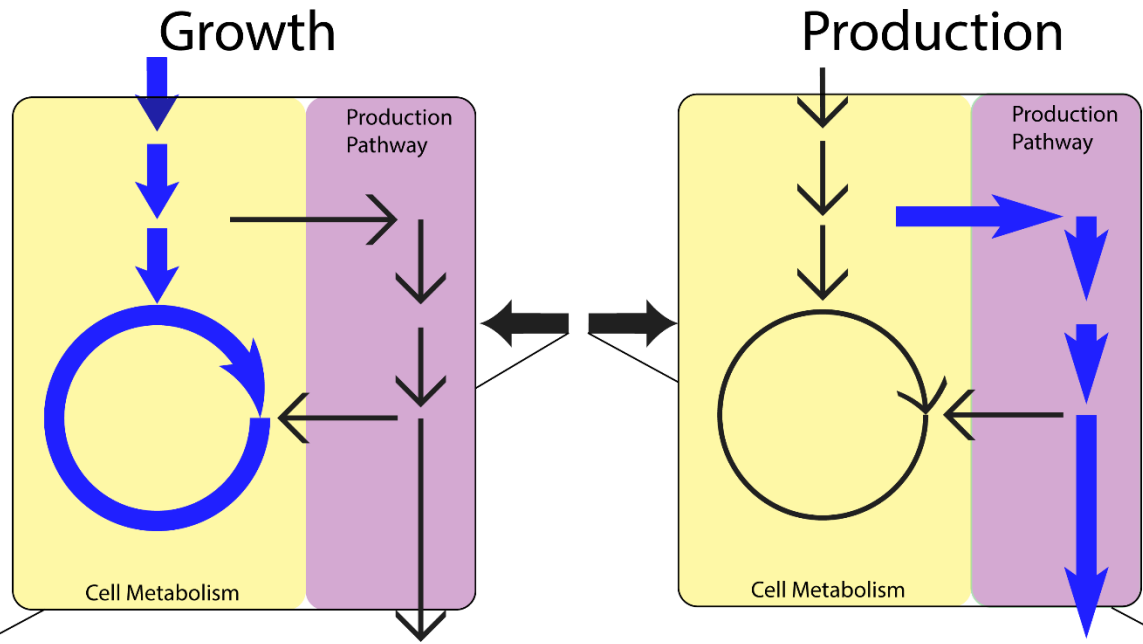 Growth
Production
Production
Pathway
Cell Metabolism
Production
Pathway
Cell Metabolism